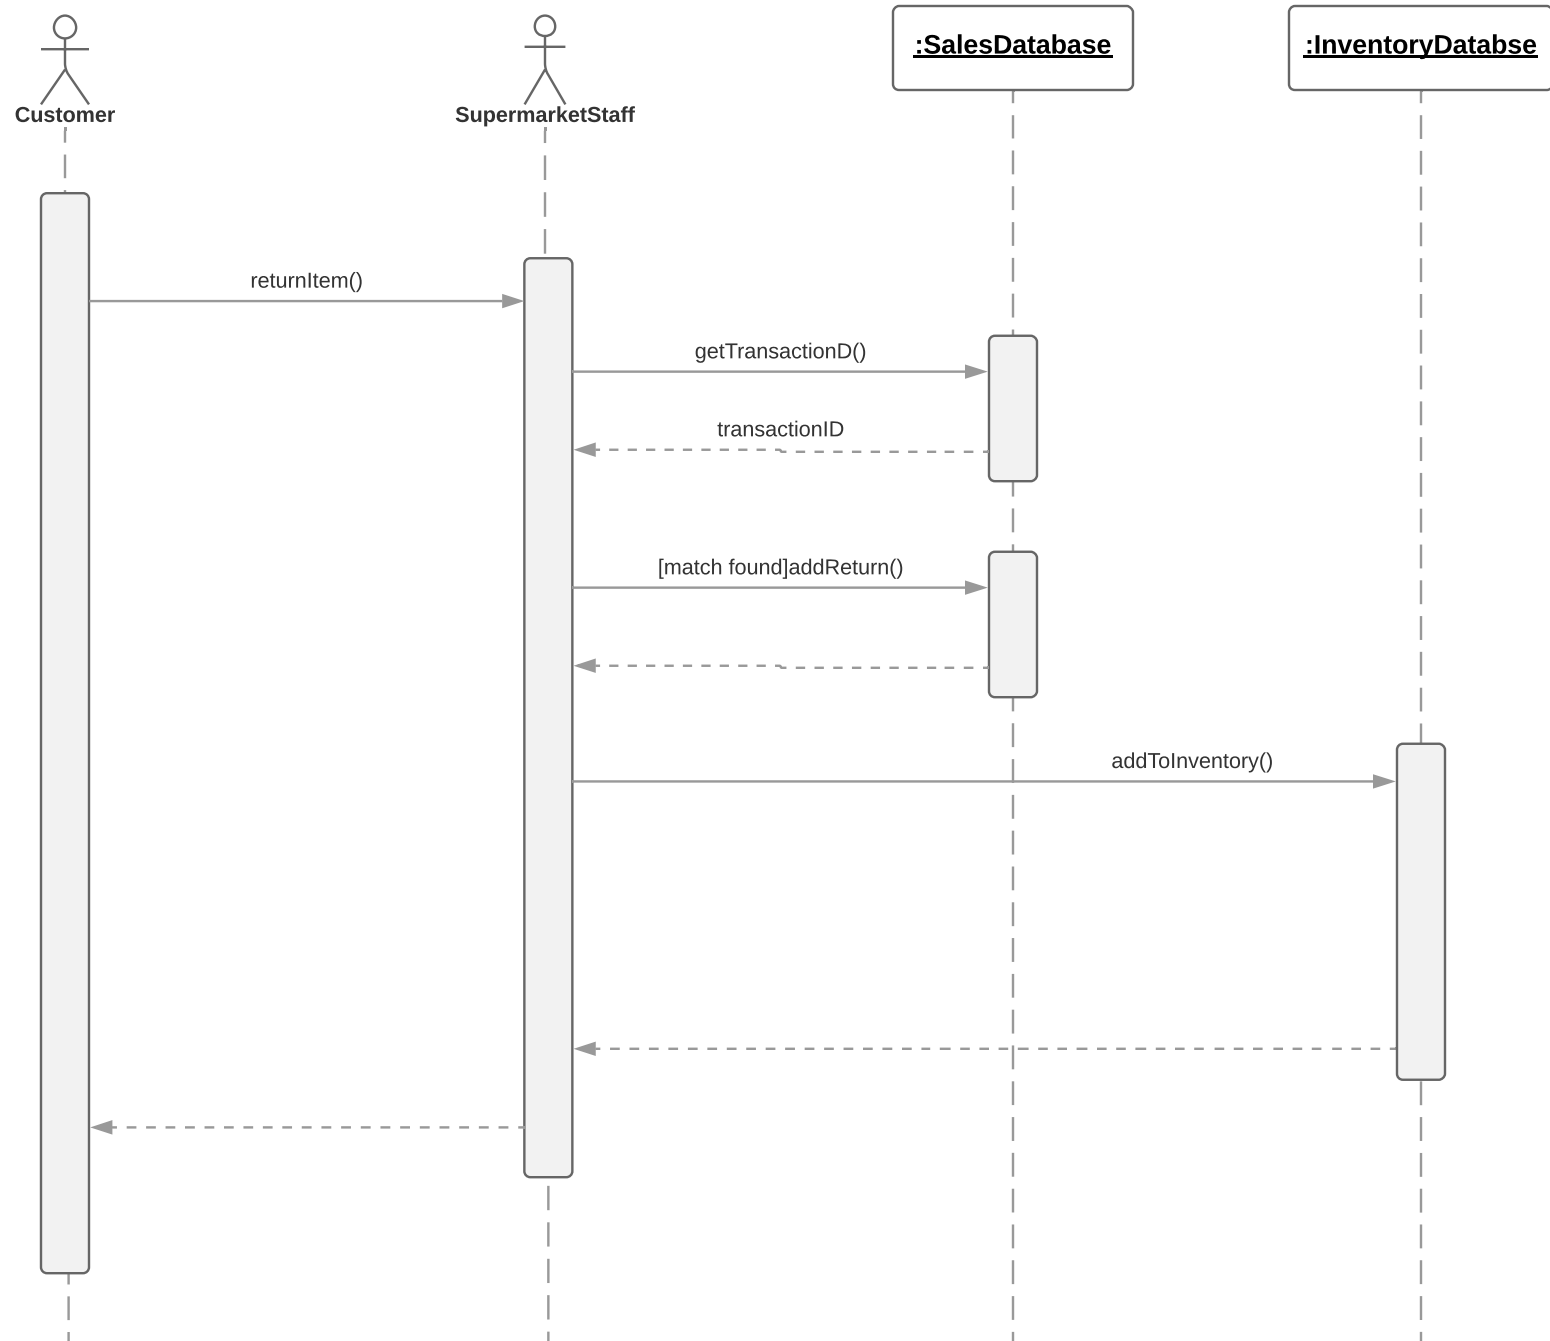 Customer
SupermarketStaff
:SalesDatabase
:InventoryDatabse
returnItem()
getTransactionD()
transactionID
[match found]addReturn()
addToInventory()